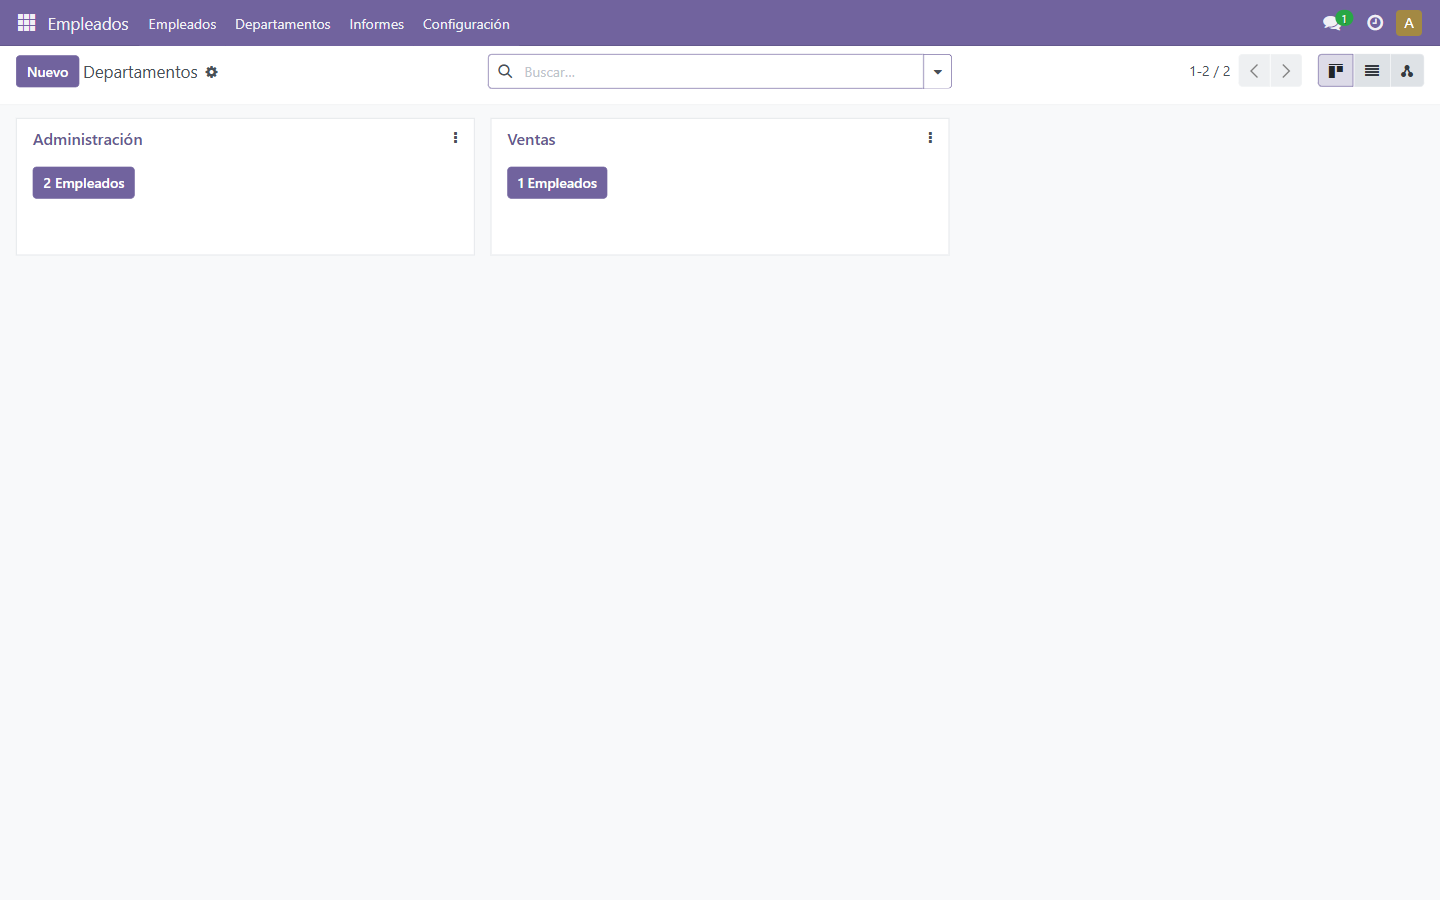 Empleados Empleados Departamentos Informes Configuración 1 A
Nuevo Departamentos Buscar... 1-2 / 2
Administración Ventas
2 Empleados 1 Empleados